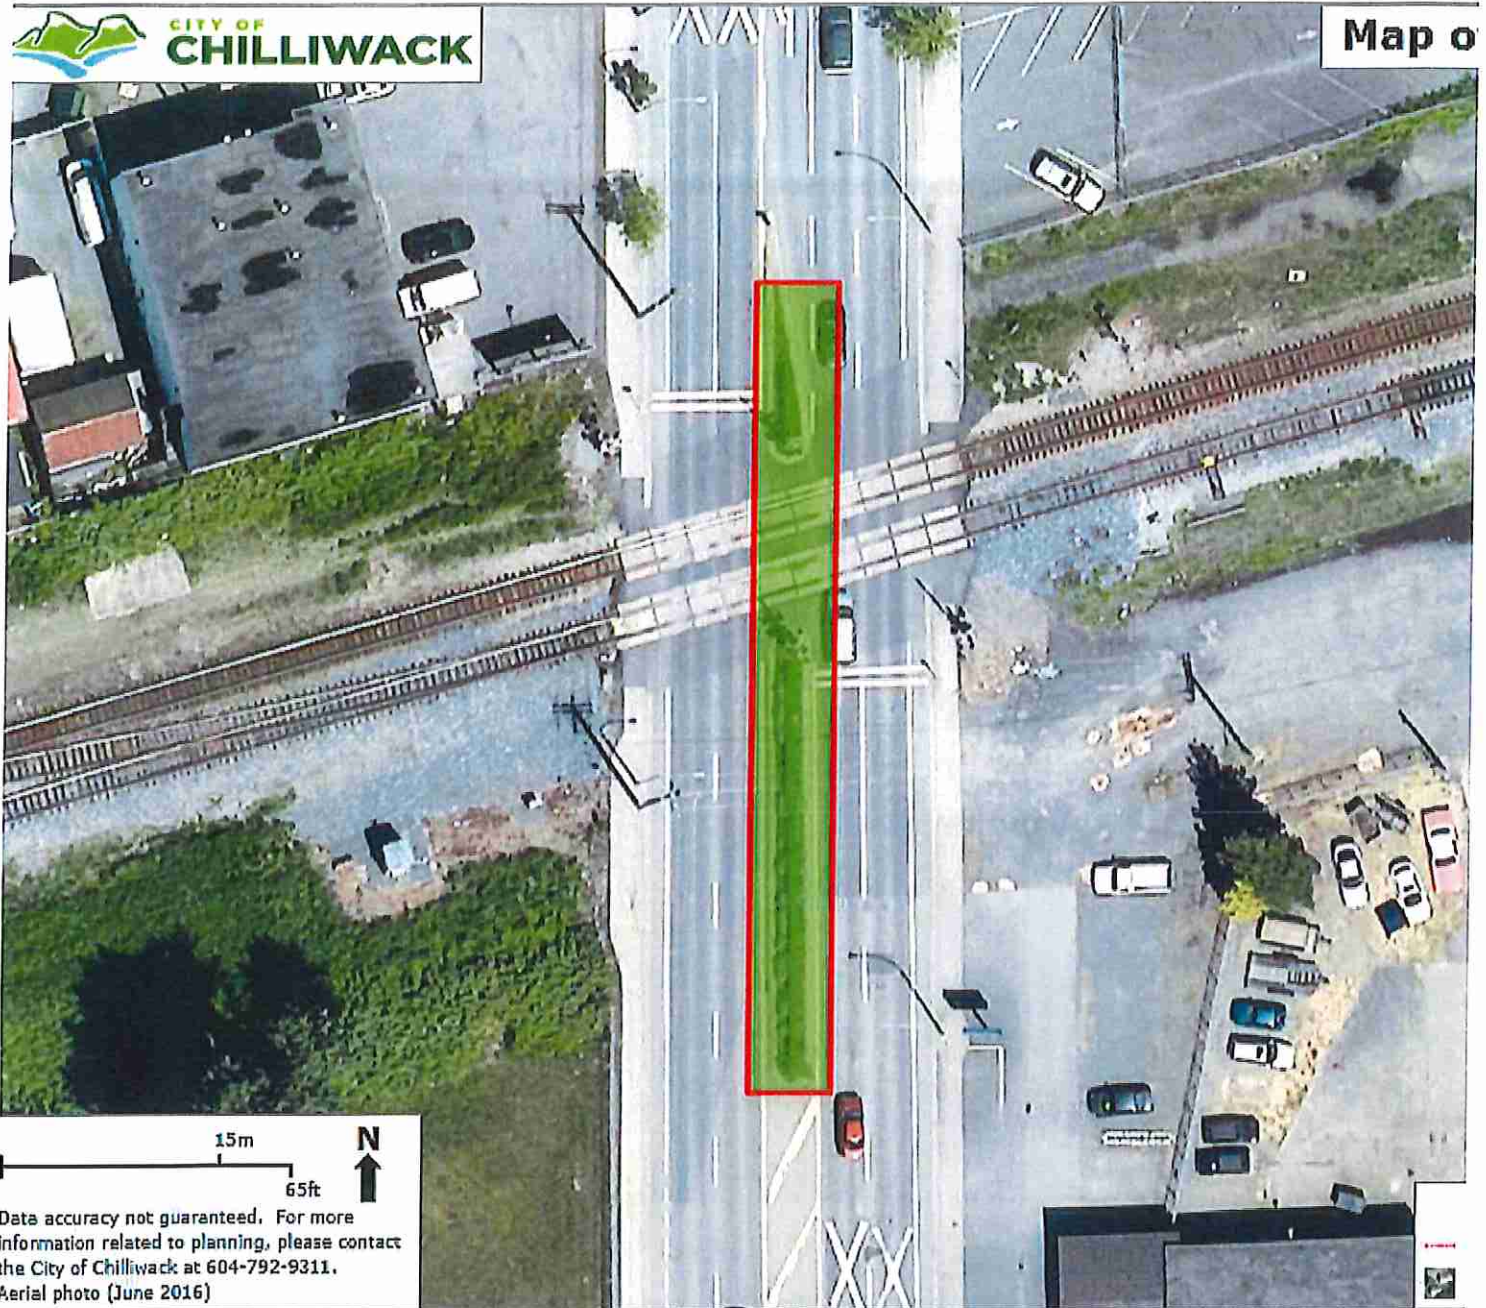 CITY OF
CHILLIWACK
Map o
15m
65ft
N
Data accuracy not guaranteed. For more
information related to planning, please contact
the City of Chilliwack at 604-792-9311.
Aerial photo (June 2016)